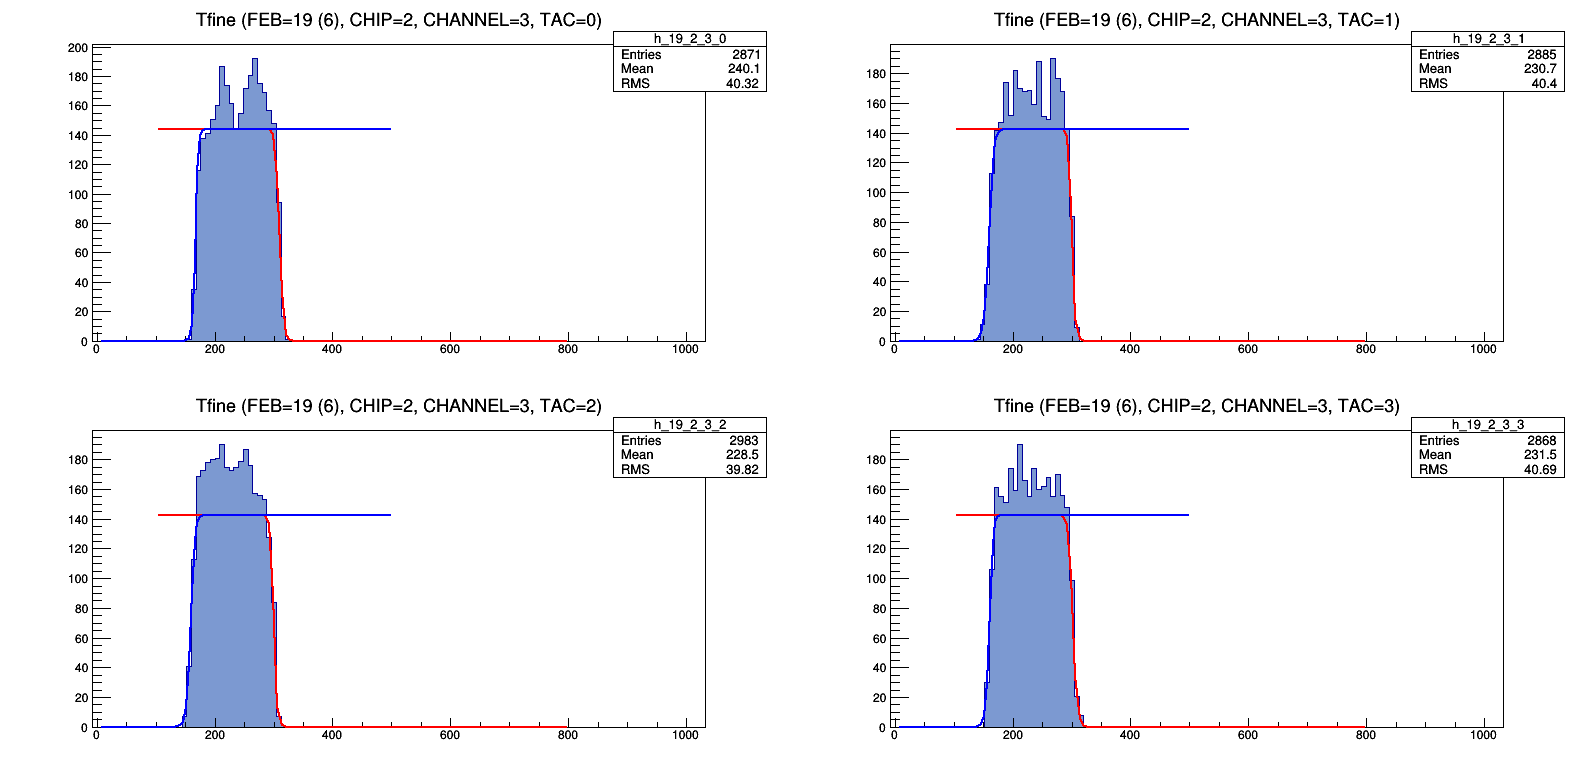 Tfine (FEB=19 (6), CHIP=2, CHANNEL=3, TAC=0)
h_19_2_3_0
Entries 2871
Mean 240.1
RMS 40.32
200
180
160
140
120
100
80
60
40
20
0
0 200 400 600 800 1000
Tfine (FEB=19 (6), CHIP=2, CHANNEL=3, TAC=1)
h_19_2_3_1
Entries 2885
Mean 230.7
RMS 40.4
180
160
140
120
100
80
60
40
20
0
0 200 400 600 800 1000
Tfine (FEB=19 (6), CHIP=2, CHANNEL=3, TAC=2)
h_19_2_3_2
Entries 2983
Mean 228.5
RMS 39.82
180
160
140
120
100
80
60
40
20
0
0 200 400 600 800 1000
Tfine (FEB=19 (6), CHIP=2, CHANNEL=3, TAC=3)
h_19_2_3_3
Entries 2868
Mean 231.5
RMS 40.69
180
160
140
120
100
80
60
40
20
0
0 200 400 600 800 1000